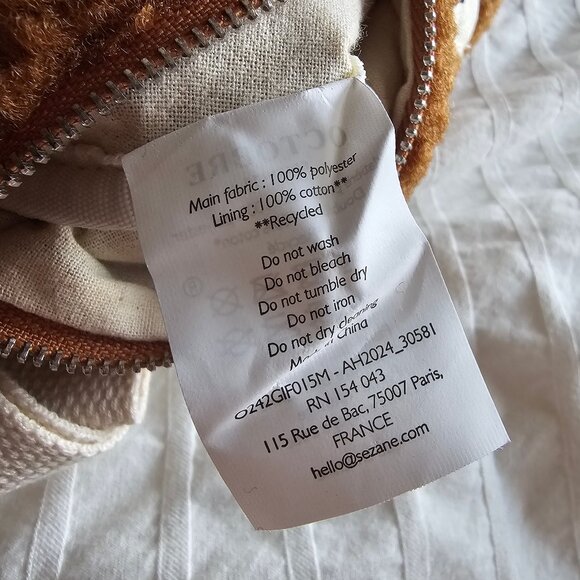 Main fabric : 100% polyester
Lining : 100% cotton**
**Recycled
Do not wash
Do not bleach
Do not tumble dry
Do not iron
Do not dry cleaning
Made in China
O242GIF015M - AH2024_30581
RN 154 043
115 Rue de Bac, 75007 Paris,
FRANCE
hello@sezane.com
OCTOBRE